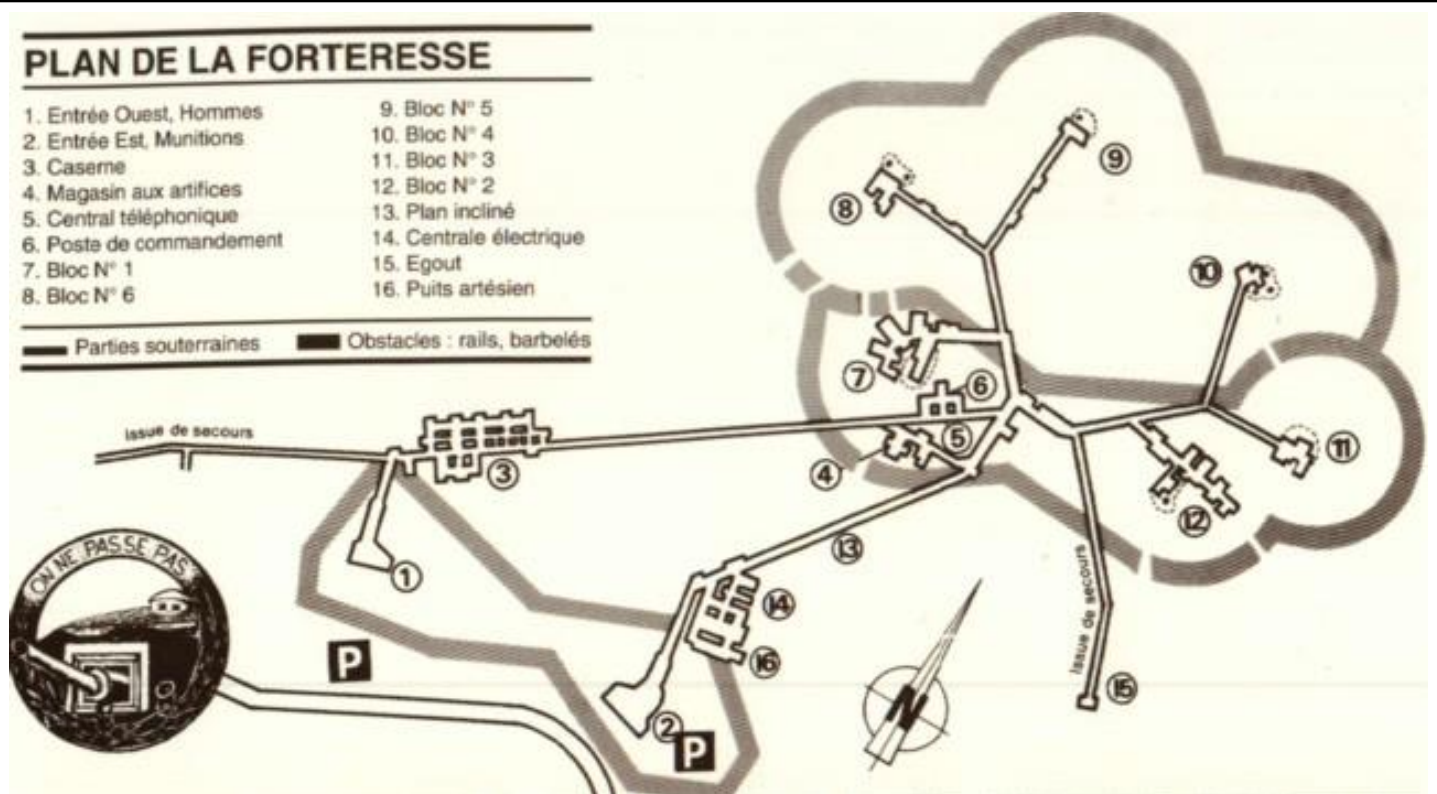 PLAN DE LA FORTERESSE
1. Entrée Ouest, Hommes
2. Entrée Est, Munitions
3. Caserne
4. Magasin aux artifices
5. Central téléphonique
6. Poste de commandement
7. Bloc N° 1
8. Bloc N° 6
9. Bloc N° 5
10. Bloc N° 4
11. Bloc N° 3
12. Bloc N° 2
13. Plan incliné
14. Centrale électrique
15. Egout
16. Puits artésien
Parties souterraines
Obstacles : rails, barbelés
9
8
10
7
6
5
issue de secours
3
4
11
12
13
ON NE PASSE PAS
1
14
issue de secours
P
16
N
15
2
P